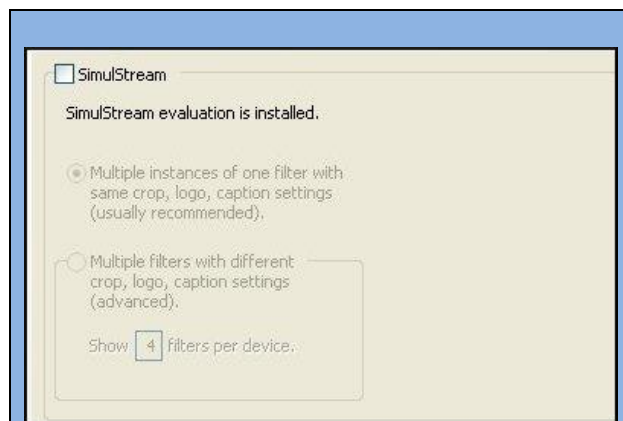 SimulStream
SimulStream evaluation is installed.
Multiple instances of one filter with
same crop, logo, caption settings
(usually recommended).
Multiple filters with different
crop, logo, caption settings
(advanced).
Show 4 filters per device.